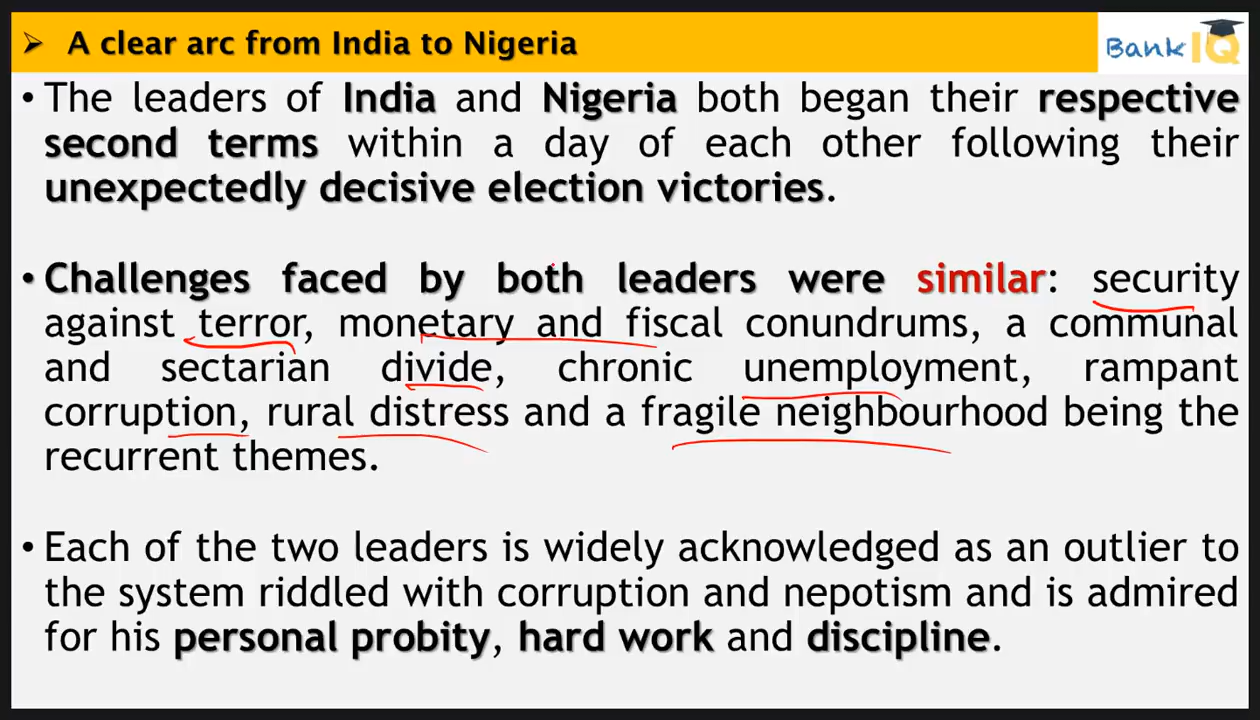 ➢ A clear arc from India to Nigeria
Bank IQ
• The leaders of India and Nigeria both began their respective
second terms within a day of each other following their
unexpectedly decisive election victories.
• Challenges faced by both leaders were similar: security
against terror, monetary and fiscal conundrums, a communal
and sectarian divide, chronic unemployment, rampant
corruption, rural distress and a fragile neighbourhood being the
recurrent themes.
• Each of the two leaders is widely acknowledged as an outlier to
the system riddled with corruption and nepotism and is admired
for his personal probity, hard work and discipline.